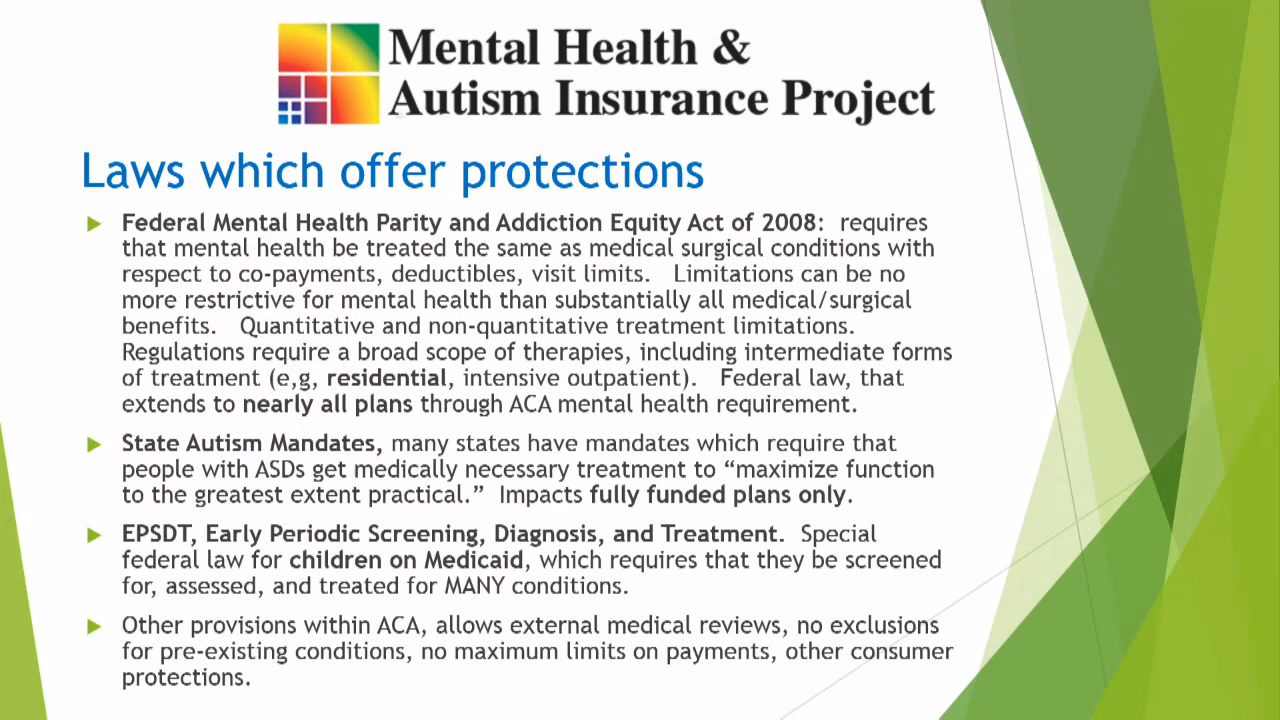 Mental Health &
Autism Insurance Project
Laws which offer protections
Federal Mental Health Parity and Addiction Equity Act of 2008:  requires
that mental health be treated the same as medical surgical conditions with
respect to co-payments, deductibles, visit limits.   Limitations can be no
more restrictive for mental health than substantially all medical/surgical
benefits.   Quantitative and non-quantitative treatment limitations.
Regulations require a broad scope of therapies, including intermediate forms
of treatment (e,g, residential, intensive outpatient).   Federal law, that
extends to nearly all plans through ACA mental health requirement.
State Autism Mandates, many states have mandates which require that
people with ASDs get medically necessary treatment to “maximize function
to the greatest extent practical.”  Impacts fully funded plans only.
EPSDT, Early Periodic Screening, Diagnosis, and Treatment.  Special
federal law for children on Medicaid, which requires that they be screened
for, assessed, and treated for MANY conditions.
Other provisions within ACA, allows external medical reviews, no exclusions
for pre-existing conditions, no maximum limits on payments, other consumer
protections.